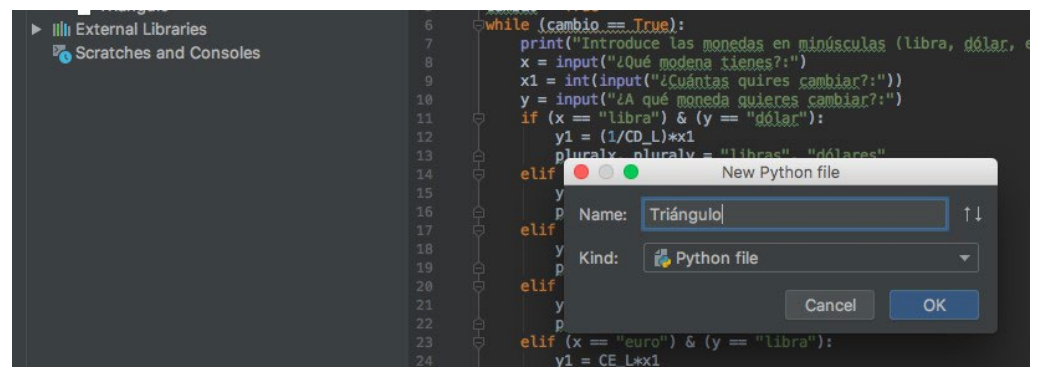 External Libraries
Scratches and Consoles
6 while (cambio == True):
7 print("Introduce las monedas en minúsculas (libra, dólar, e
8 x = input("¿Qué modena tienes?:")
9 x1 = int(input("¿Cuántas quires cambiar?:"))
10 y = input("¿A qué moneda quieres cambiar?:")
11 if (x == "libra") & (y == "dólar"):
12 y1 = (1/CD_L)*x1
13 pluralx, pluraly = "libras", "dólares"
14 elif
15 y
16 p
17 elif
18 y
19 p
20 elif
21 y
22 p
23 elif (x == "euro") & (y == "libra"):
24 y1 = CE_L*x1
New Python file
Name: Triángulo
Kind: Python file
Cancel OK